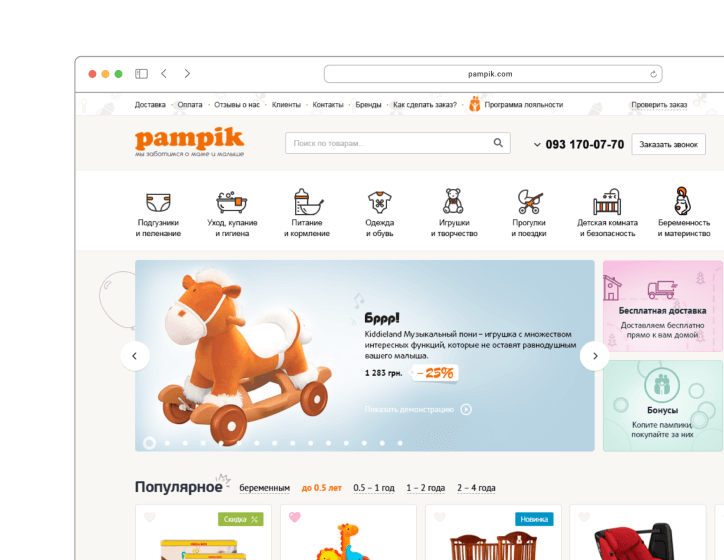 pampik.com
Доставка · Оплата · Отзывы о нас · Клиенты · Контакты · Бренды · Как сделать заказ? · Программа лояльности Проверить заказ
pampik
мы заботимся о маме и малыше
Поиск по товарам...
093 170-07-70
Заказать звонок
Подгузники
и пеленание
Уход, купание
и гигиена
Питание
и кормление
Одежда
и обувь
Игрушки
и творчество
Прогулки
и поездки
Детская комната
и безопасность
Беременность
и материнство
Бррр!
Kiddieland Музыкальный пони – игрушка с множеством
интересных функций, которые не оставят равнодушным
вашего малыша.
1 283 грн. – 25%
Показать демонстрацию
Бесплатная доставка
Доставляем бесплатно
прямо к вам домой
Бонусы
Копите пампики,
покупайте за них
Популярное беременным до 0.5 лет 0.5 – 1 год 1 – 2 года 2 – 4 года
Скидка %
Новинка